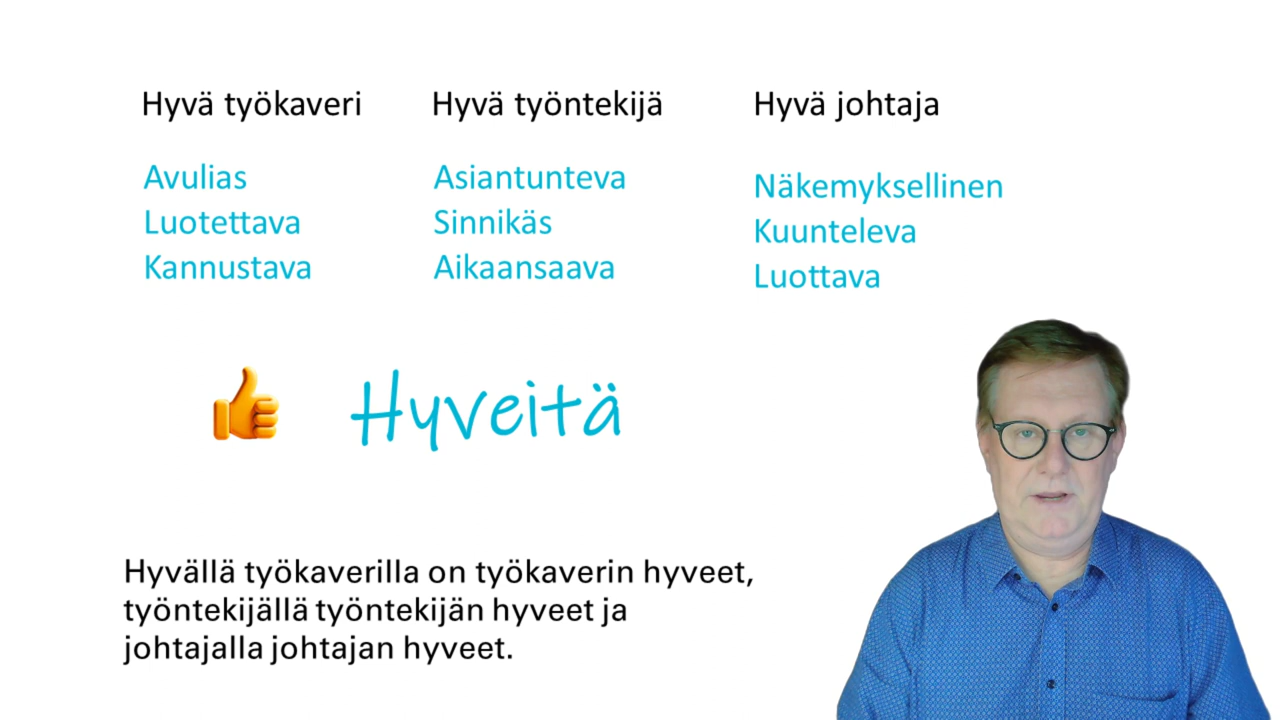 Hyvä työkaveri
Avulias
Luotettava
Kannustava
Hyvä työntekijä
Asiantunteva
Sinnikäs
Aikaansaava
Hyvä johtaja
Näkemyksellinen
Kuunteleva
Luottava
Hyveitä
Hyvällä työkaverilla on työkaverin hyveet,
työntekijällä työntekijän hyveet ja
johtajalla johtajan hyveet.